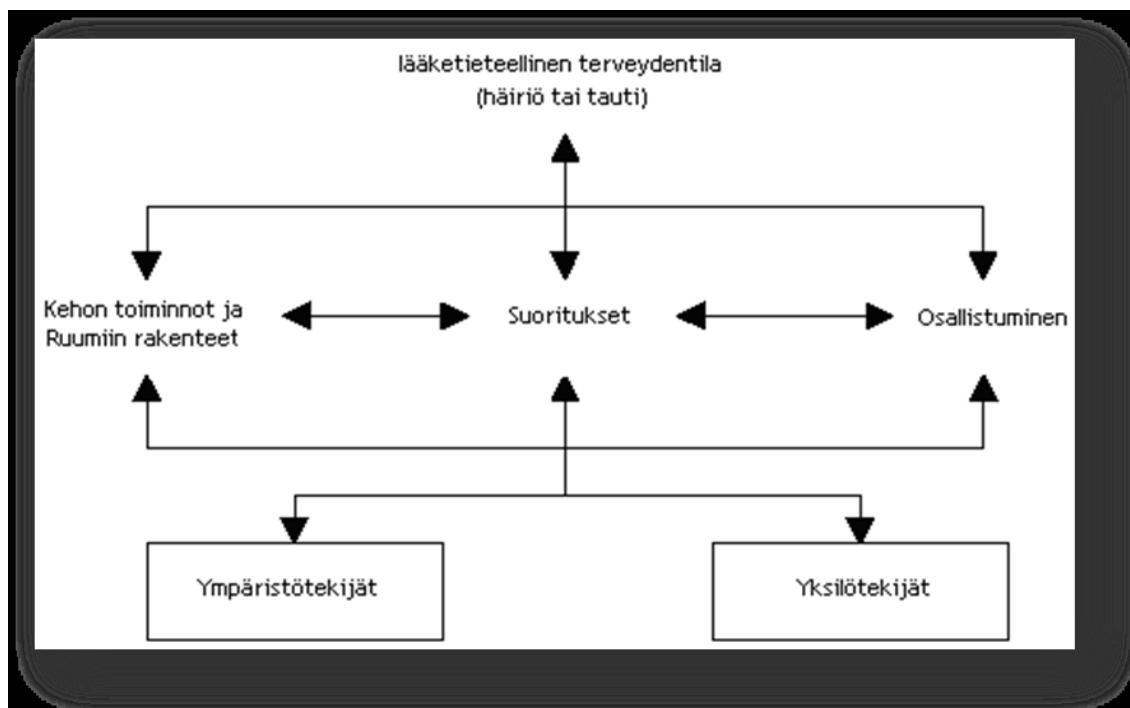 lääketieteellinen terveydentila
(häiriö tai tauti)
Kehon toiminnot ja
Ruumiin rakenteet
Suoritukset
Osallistuminen
Ympäristötekijät
Yksilötekijät